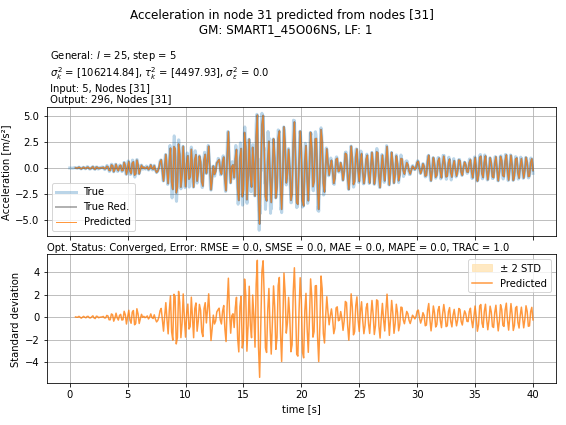 Acceleration in node 31 predicted from nodes [31]
GM: SMART1_45O06NS, LF: 1
General: l = 25, step = 5
σ²ₖ = [106214.84], τ²ₖ = [4497.93], σ²ε = 0.0
Input: 5, Nodes [31]
Output: 296, Nodes [31]
Acceleration [m/s²]
5.0
2.5
0.0
−2.5
−5.0
True
True Red.
Predicted
Opt. Status: Converged, Error: RMSE = 0.0, SMSE = 0.0, MAE = 0.0, MAPE = 0.0, TRAC = 1.0
Standard deviation
4
2
0
−2
−4
± 2 STD
Predicted
0 5 10 15 20 25 30 35 40
time [s]